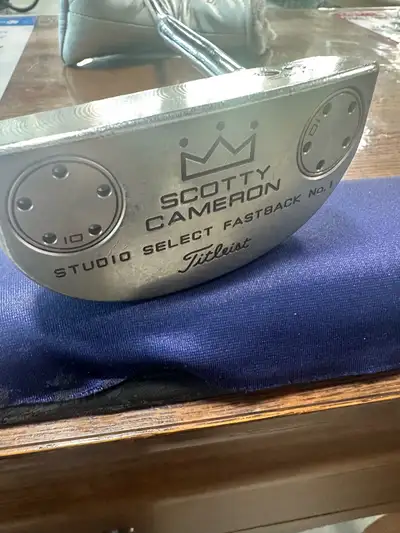 SCOTTY
CAMERON
STUDIO SELECT FASTBACK No. 1
Titleist
10
10